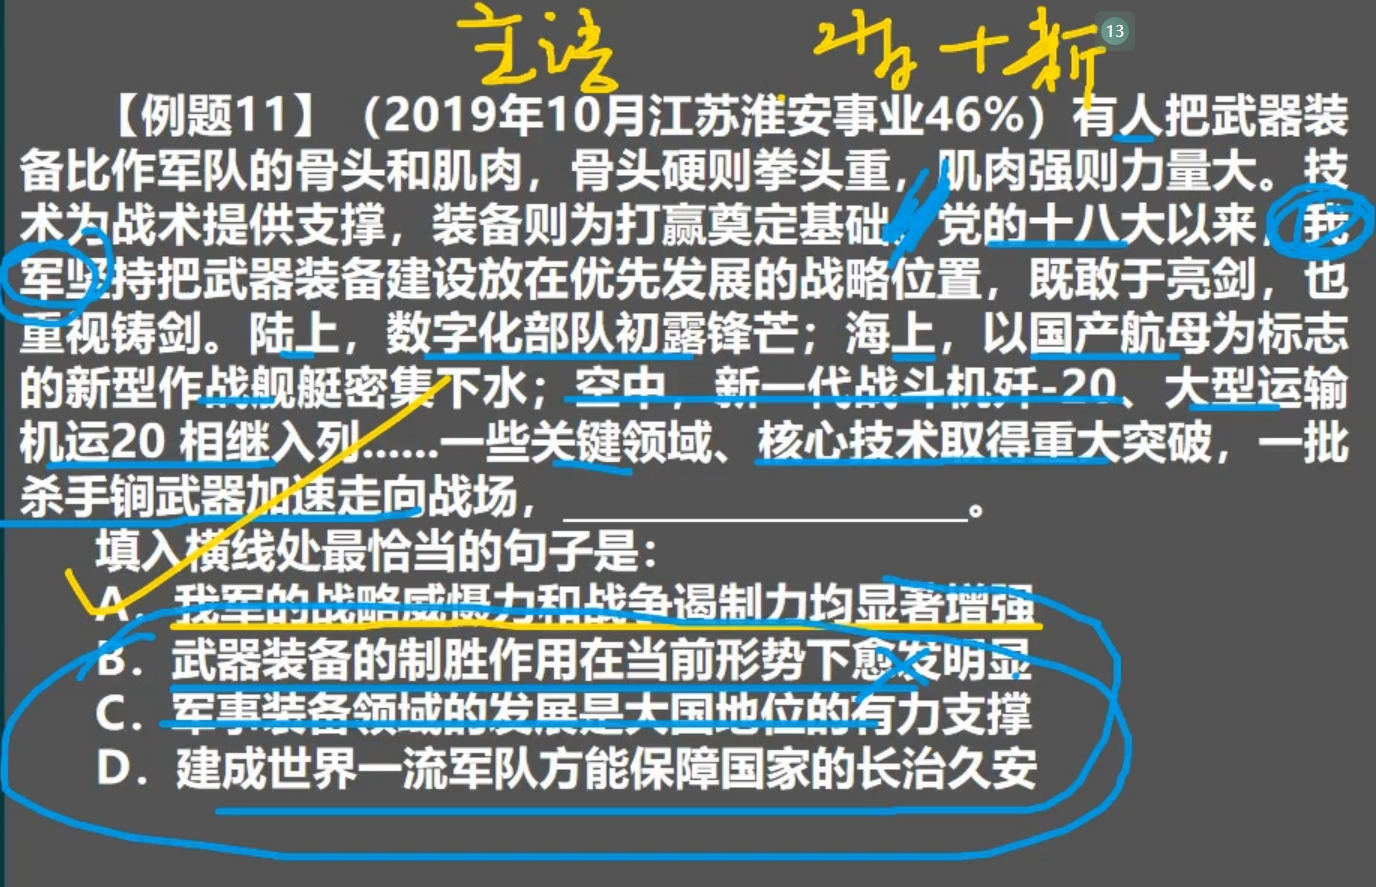 主语
13
【例题11】（2019年10月江苏淮安事业46%）有人把武器装
备比作军队的骨头和肌肉，骨头硬则拳头重，肌肉强则力量大。技
术为战术提供支撑，装备则为打赢奠定基础。党的十八大以来，我
军坚持把武器装备建设放在优先发展的战略位置，既敢于亮剑，也
重视铸剑。陆上，数字化部队初露锋芒；海上，以国产航母为标志
的新型作战舰艇密集下水；空中，新一代战斗机歼-20、大型运输
机运20 相继入列......一些关键领域、核心技术取得重大突破，一批
杀手锏武器加速走向战场，________________。
填入横线处最恰当的句子是：
A．我军的战略威慑力和战争遏制力均显著增强
B．武器装备的制胜作用在当前形势下愈发明显
C．军事装备领域的发展是大国地位的有力支撑
D．建成世界一流军队方能保障国家的长治久安